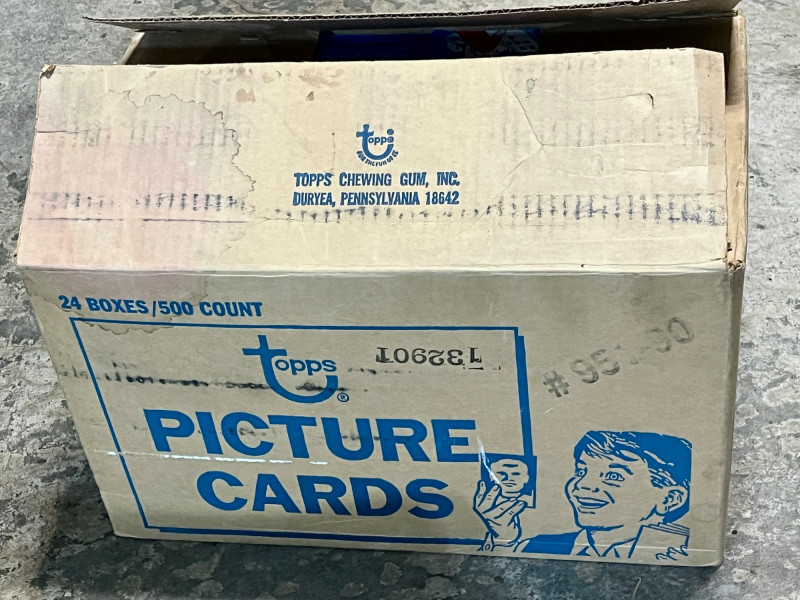 Topps
TOPPS CHEWING GUM, INC.
DURYEA, PENNSYLVANIA 18642
24 BOXES/500 COUNT
Topps®
132901
PICTURE
CARDS